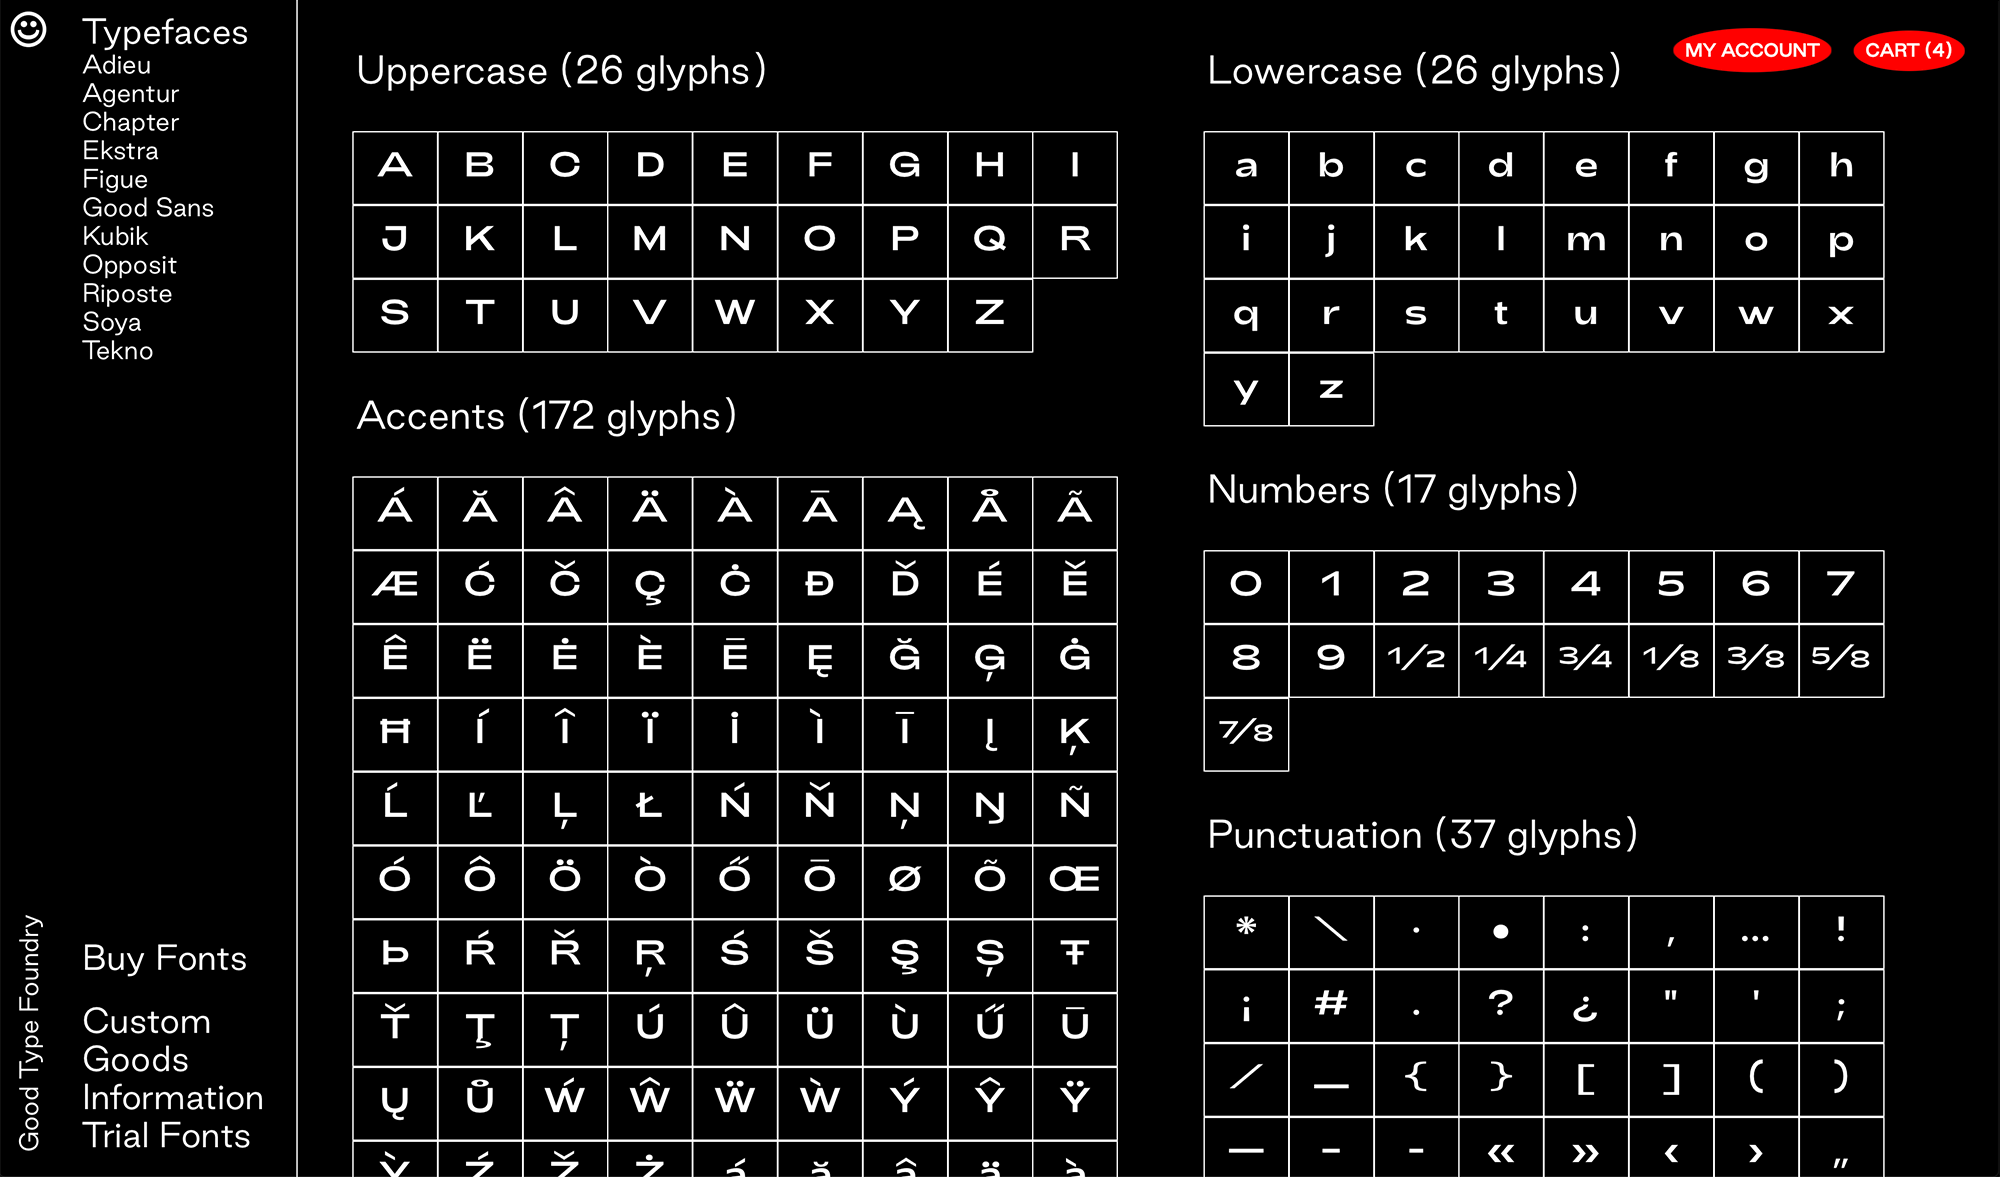 Typefaces
Adieu
Agentur
Chapter
Ekstra
Figue
Good Sans
Kubik
Opposit
Riposte
Soya
Tekno
Buy Fonts
Custom
Goods
Information
Trial Fonts
Good Type Foundry
MY ACCOUNT
CART (4)
Uppercase (26 glyphs)
A B C D E F G H I
J K L M N O P Q R
S T U V W X Y Z
Accents (172 glyphs)
Á Ă Â Ä À Ā Ą Å Ã
Æ Ć Č Ç Ċ Đ Ď É Ě
Ê Ë Ė È Ē Ę Ğ Ģ Ġ
Ħ Í Î Ï İ Ì Ī Į Ķ
Ĺ Ľ Ļ Ł Ń Ň Ņ Ŋ Ñ
Ó Ô Ö Ò Ő Ō Ø Õ Œ
Þ Ŕ Ř Ŗ Ś Š Ş Ș Ŧ
Ť Ţ Ț Ú Û Ü Ù Ű Ū
Ų Ů Ẃ Ŵ Ẅ Ẁ Ý Ŷ Ÿ
Ỳ Ź Ž Ż á ă â ä à
Lowercase (26 glyphs)
a b c d e f g h
i j k l m n o p
q r s t u v w x
y z
Numbers (17 glyphs)
0 1 2 3 4 5 6 7
8 9 1/2 1/4 3/4 1/8 3/8 5/8
7/8
Punctuation (37 glyphs)
* \ · • : , … !
¡ # . ? ¿ " ' ;
/ _ { } [ ] ( )
— – - « » ‹ › „